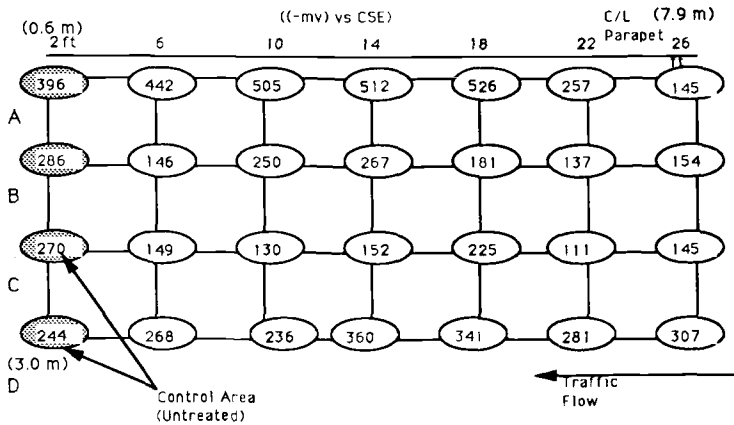 ((-mv) vs CSE)
(0.6 m) C/L (7.9 m)
Parapet
2 ft 6 10 14 18 22 26
396 442 505 512 526 257 145
A
286 146 250 267 181 137 154
B
270 149 130 152 225 111 145
C
244 268 236 360 341 281 307
(3.0 m)
D
Control Area
(Untreated)
Traffic
Flow